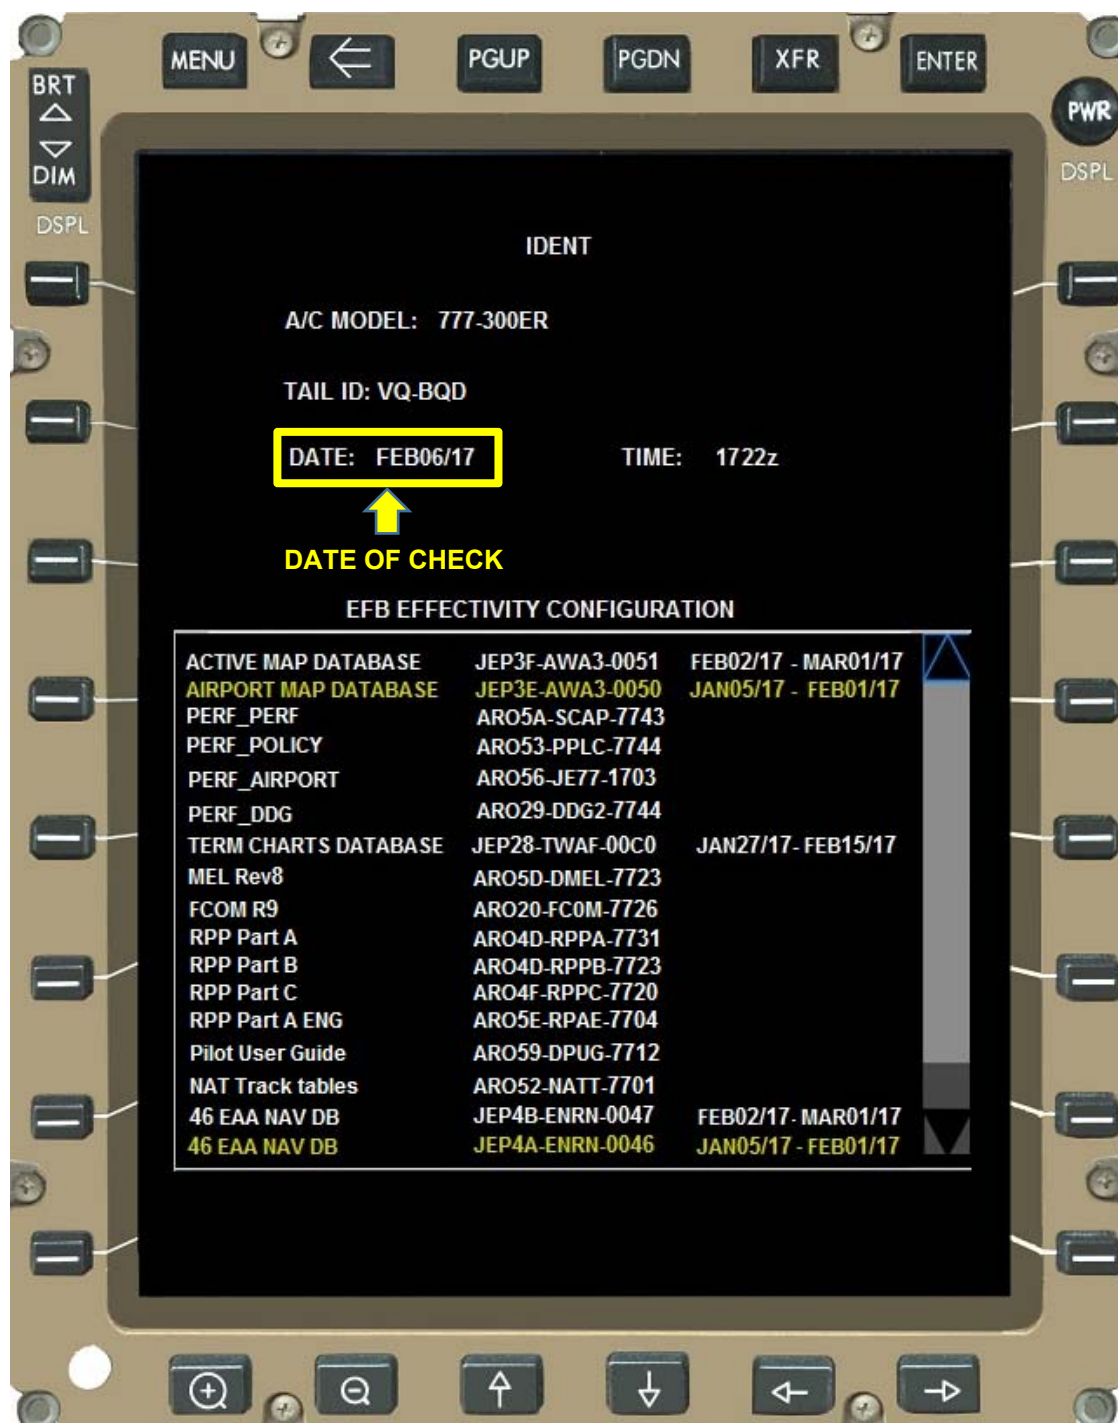 MENU
PGUP
PGDN
XFR
ENTER
BRT
DIM
DSPL
PWR
DSPL
IDENT
A/C MODEL: 777-300ER
TAIL ID: VQ-BQD
DATE: FEB06/17 TIME: 1722z
DATE OF CHECK
EFB EFFECTIVITY CONFIGURATION
ACTIVE MAP DATABASE JEP3F-AWA3-0051 FEB02/17 - MAR01/17
AIRPORT MAP DATABASE JEP3E-AWA3-0050 JAN05/17 - FEB01/17
PERF_PERF ARO5A-SCAP-7743
PERF_POLICY ARO53-PPLC-7744
PERF_AIRPORT ARO56-JE77-1703
PERF_DDG ARO29-DDG2-7744
TERM CHARTS DATABASE JEP28-TWAF-00C0 JAN27/17- FEB15/17
MEL Rev8 ARO5D-DMEL-7723
FCOM R9 ARO20-FC0M-7726
RPP Part A ARO4D-RPPA-7731
RPP Part B ARO4D-RPPB-7723
RPP Part C ARO4F-RPPC-7720
RPP Part A ENG ARO5E-RPAE-7704
Pilot User Guide ARO59-DPUG-7712
NAT Track tables ARO52-NATT-7701
46 EAA NAV DB JEP4B-ENRN-0047 FEB02/17- MAR01/17
46 EAA NAV DB JEP4A-ENRN-0046 JAN05/17 - FEB01/17